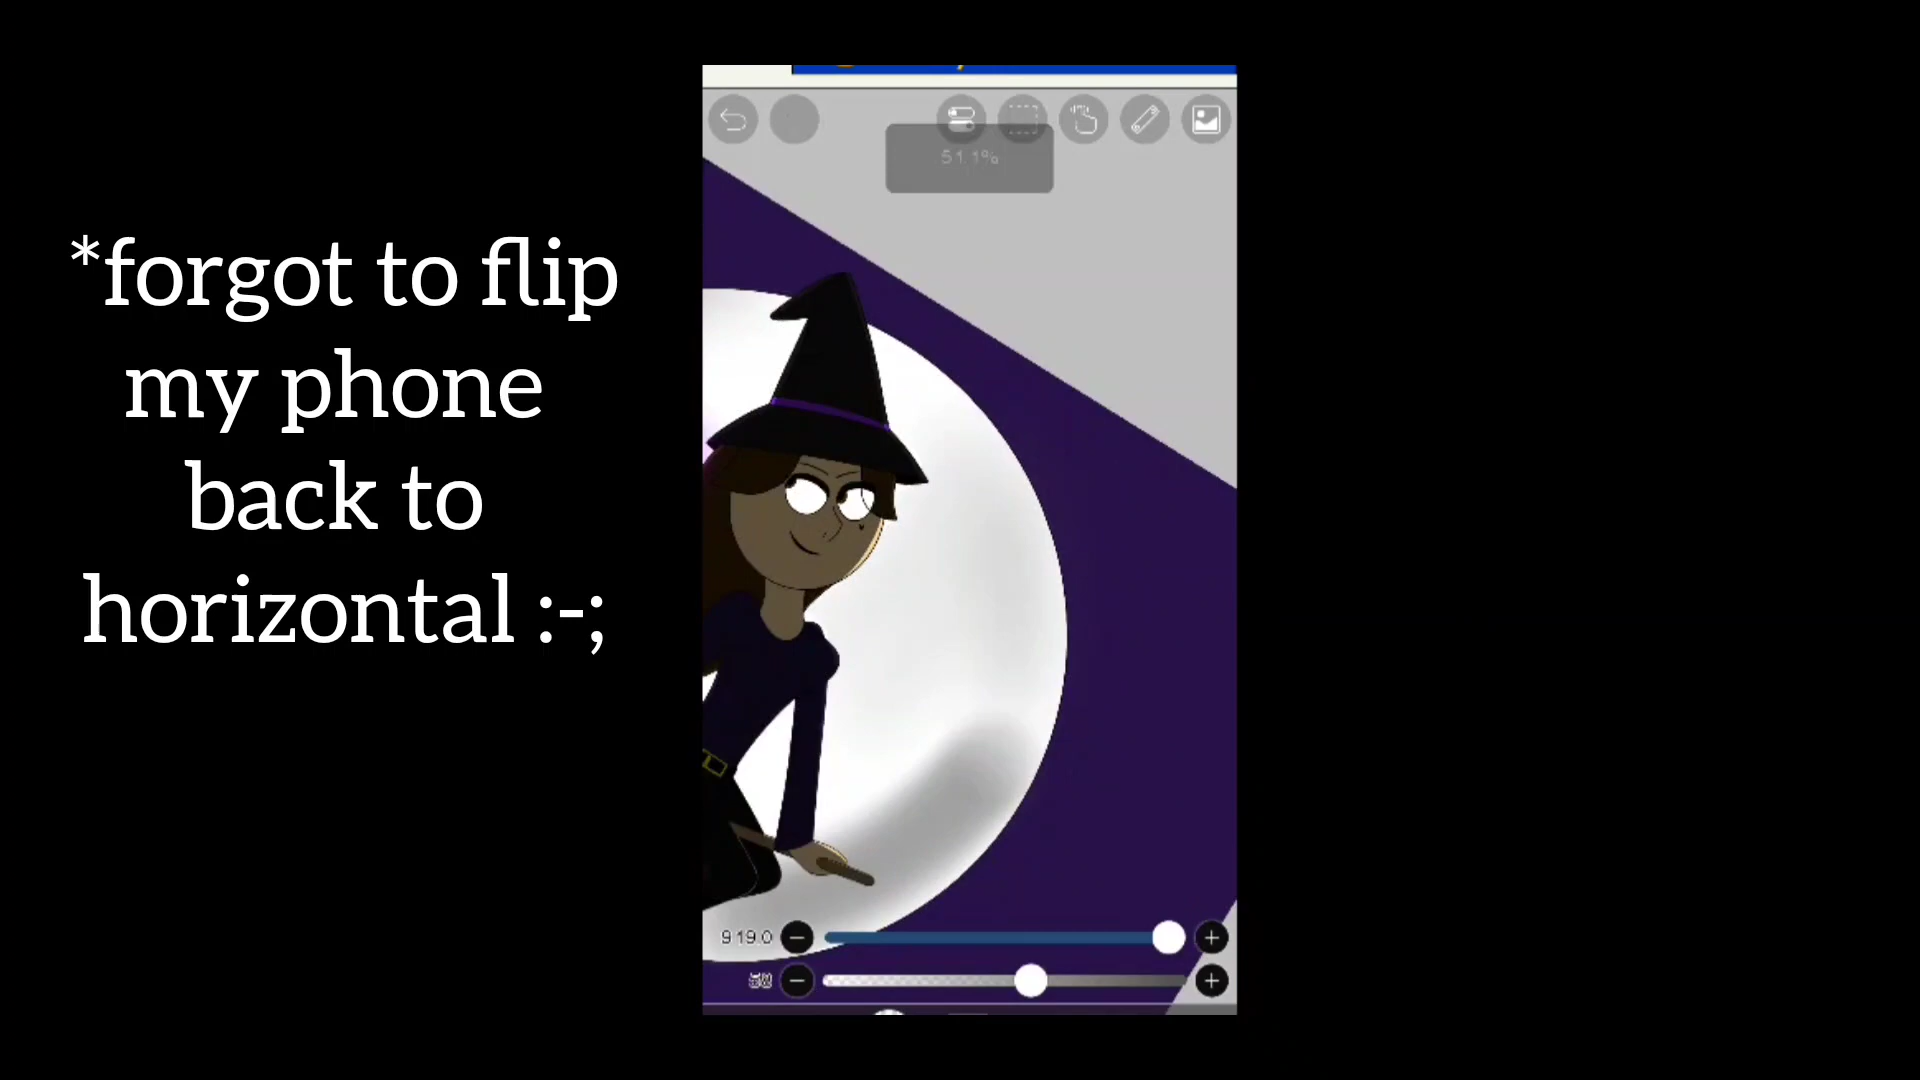 *forgot to flip
my phone
back to
horizontal :-;
51.1%
919.0